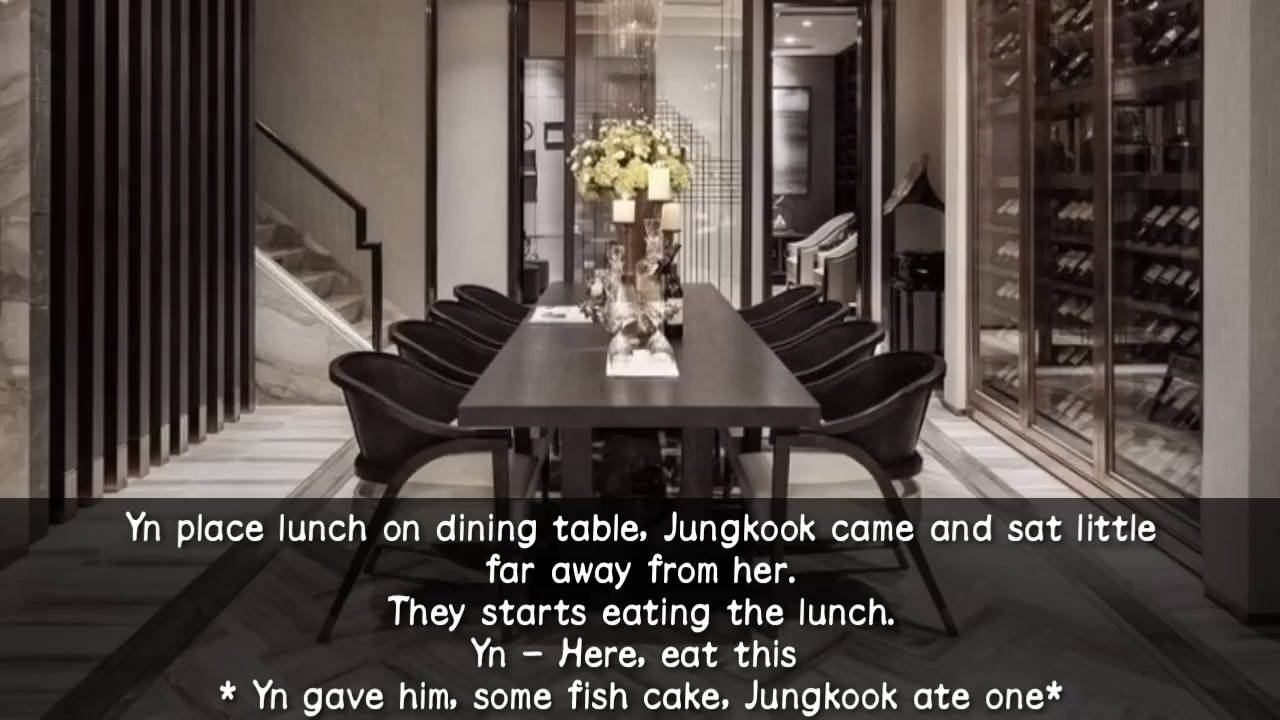 Yn place lunch on dining table, Jungkook came and sat little
far away from her.
They starts eating the lunch.
Yn - Here, eat this
* Yn gave him, some fish cake, Jungkook ate one*